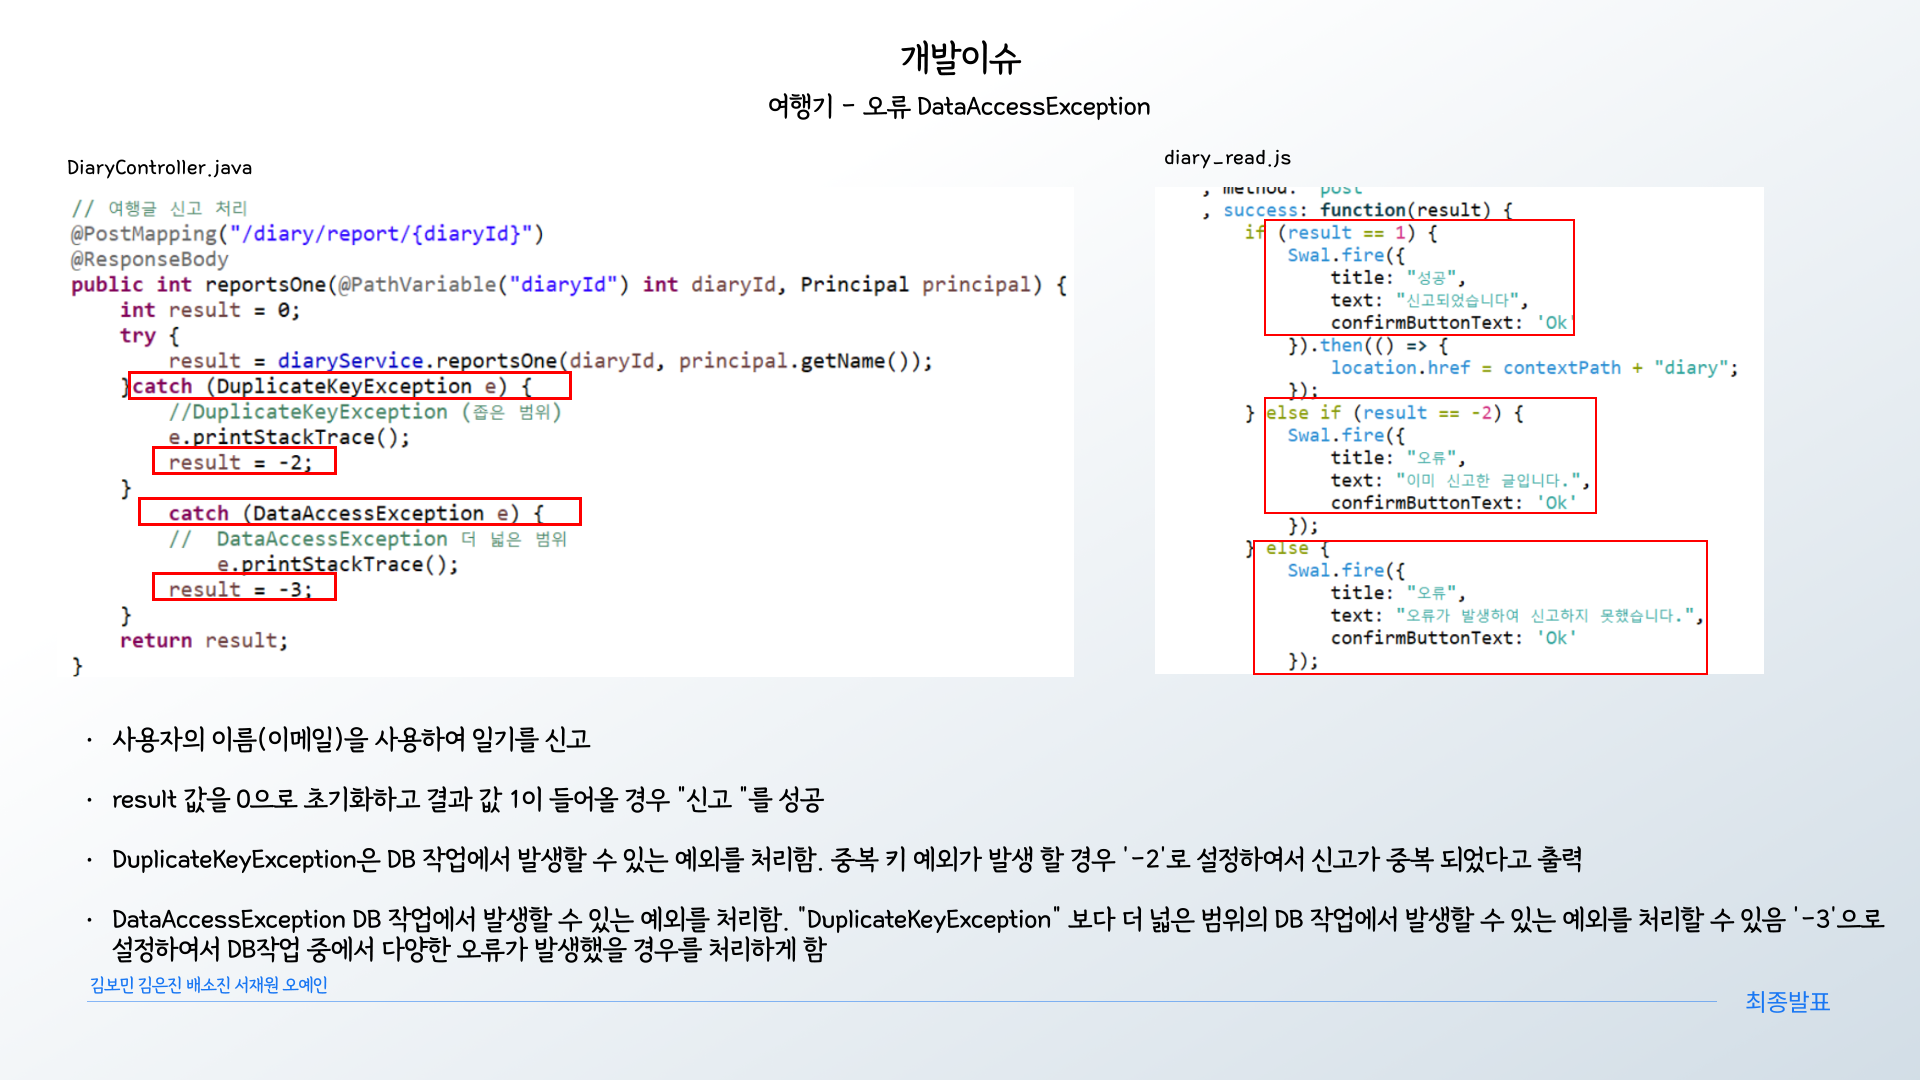 개발이슈
여행기 - 오류 DataAccessException
DiaryController.java
// 여행글 신고 처리
@PostMapping("/diary/report/{diaryId}")
@ResponseBody
public int reportsOne(@PathVariable("diaryId") int diaryId, Principal principal) {
int result = 0;
try {
result = diaryService.reportsOne(diaryId, principal.getName());
}catch (DuplicateKeyException e) {
//DuplicateKeyException (좁은 범위)
e.printStackTrace();
result = -2;
}
catch (DataAccessException e) {
// DataAccessException 더 넓은 범위
e.printStackTrace();
result = -3;
}
return result;
}
diary_read.js
, method: "post"
, success: function(result) {
if (result == 1) {
Swal.fire({
title: "성공",
text: "신고되었습니다",
confirmButtonText: 'Ok'
}).then(() => {
location.href = contextPath + "diary";
});
} else if (result == -2) {
Swal.fire({
title: "오류",
text: "이미 신고한 글입니다.",
confirmButtonText: 'Ok'
});
} else {
Swal.fire({
title: "오류",
text: "오류가 발생하여 신고하지 못했습니다.",
confirmButtonText: 'Ok'
});
· 사용자의 이름(이메일)을 사용하여 일기를 신고
· result 값을 0으로 초기화하고 결과 값 1이 들어올 경우 "신고 "를 성공
· DuplicateKeyException은 DB 작업에서 발생할 수 있는 예외를 처리함. 중복 키 예외가 발생 할 경우 '-2'로 설정하여서 신고가 중복 되었다고 출력
· DataAccessException DB 작업에서 발생할 수 있는 예외를 처리함. "DuplicateKeyException" 보다 더 넓은 범위의 DB 작업에서 발생할 수 있는 예외를 처리할 수 있음 '-3'으로
설정하여서 DB작업 중에서 다양한 오류가 발생했을 경우를 처리하게 함
김보민 김은진 배소진 서재원 오예인
최종발표